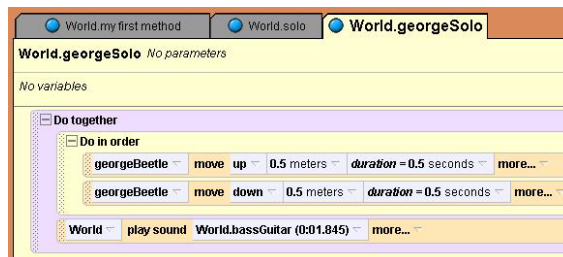 World.my first method World.solo World.georgeSolo
World.georgeSolo No parameters
No variables
Do together
Do in order
georgeBeetle move up 0.5 meters duration = 0.5 seconds more...
georgeBeetle move down 0.5 meters duration = 0.5 seconds more...
World play sound World.bassGuitar (0:01.845) more...